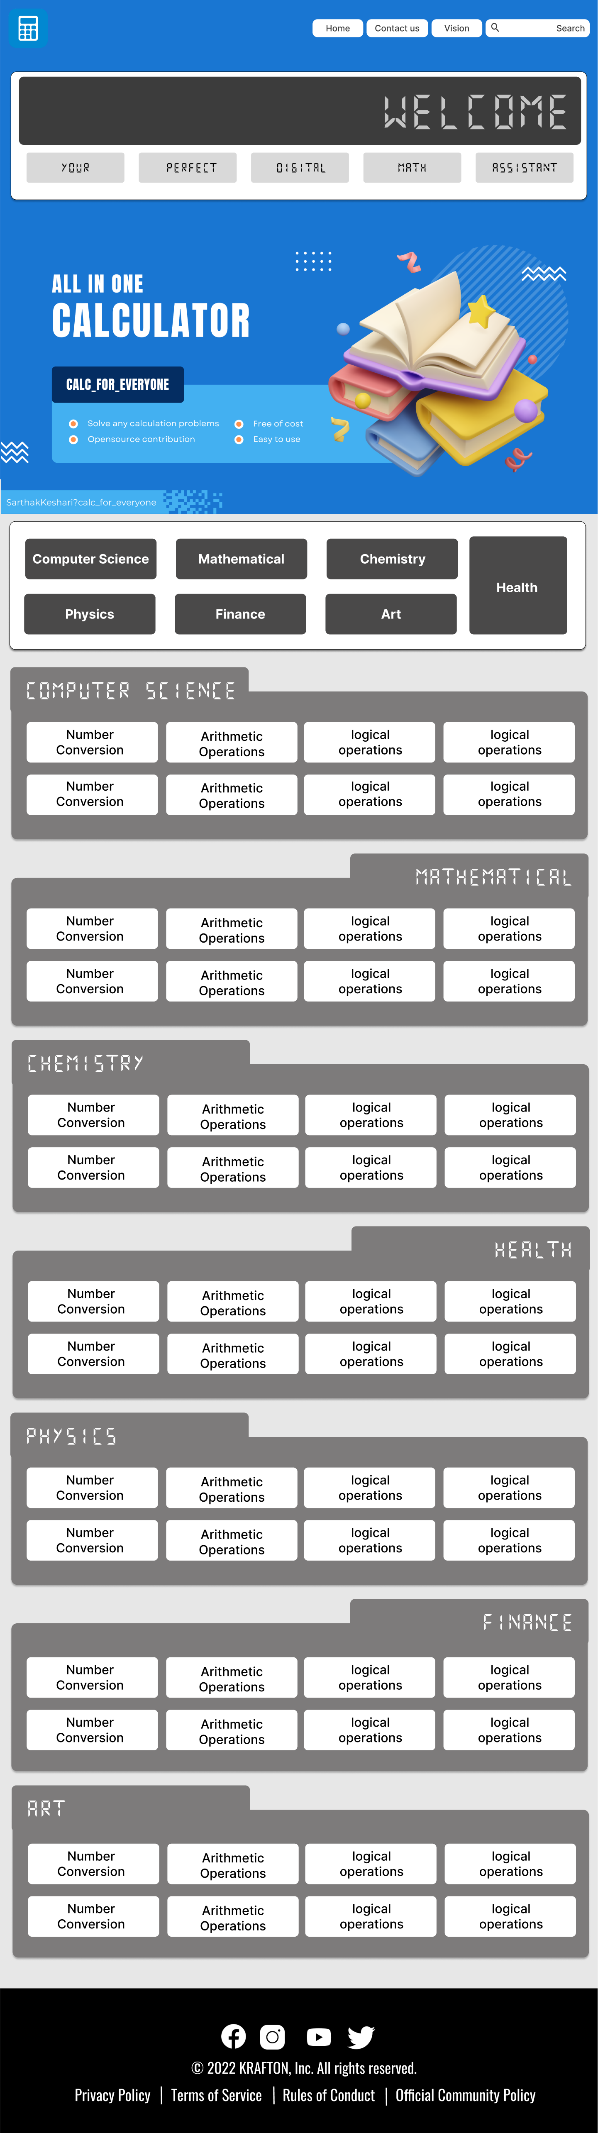 Home Contact us Vision Search
WELCOME
YOUR PERFECT DIGITAL MATH ASSISTANT
ALL IN ONE
CALCULATOR
CALC_FOR_EVERYONE
Solve any calculation problems Free of cost
Opensource contribution Easy to use
SarthakKeshari?calc_for_everyone
Computer Science Mathematical Chemistry
Health
Physics Finance Art
COMPUTER SCIENCE
Number Arithmetic logical logical
Conversion Operations operations operations
Number Arithmetic logical logical
Conversion Operations operations operations
MATHEMATICAL
Number Arithmetic logical logical
Conversion Operations operations operations
Number Arithmetic logical logical
Conversion Operations operations operations
CHEMISTRY
Number Arithmetic logical logical
Conversion Operations operations operations
Number Arithmetic logical logical
Conversion Operations operations operations
HEALTH
Number Arithmetic logical logical
Conversion Operations operations operations
Number Arithmetic logical logical
Conversion Operations operations operations
PHYSICS
Number Arithmetic logical logical
Conversion Operations operations operations
Number Arithmetic logical logical
Conversion Operations operations operations
FINANCE
Number Arithmetic logical logical
Conversion Operations operations operations
Number Arithmetic logical logical
Conversion Operations operations operations
ART
Number Arithmetic logical logical
Conversion Operations operations operations
Number Arithmetic logical logical
Conversion Operations operations operations
© 2022 KRAFTON, Inc. All rights reserved.
Privacy Policy | Terms of Service | Rules of Conduct | Official Community Policy